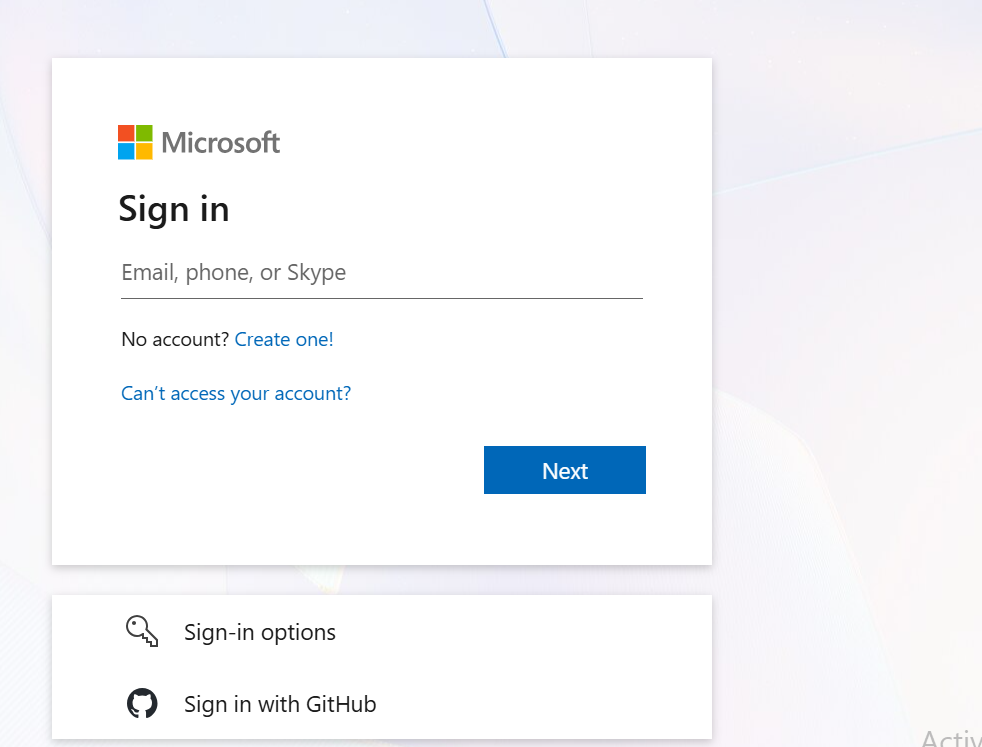 Microsoft
Sign in
Email, phone, or Skype
No account? Create one!
Can't access your account?
Next
Sign-in options
Sign in with GitHub
Activ